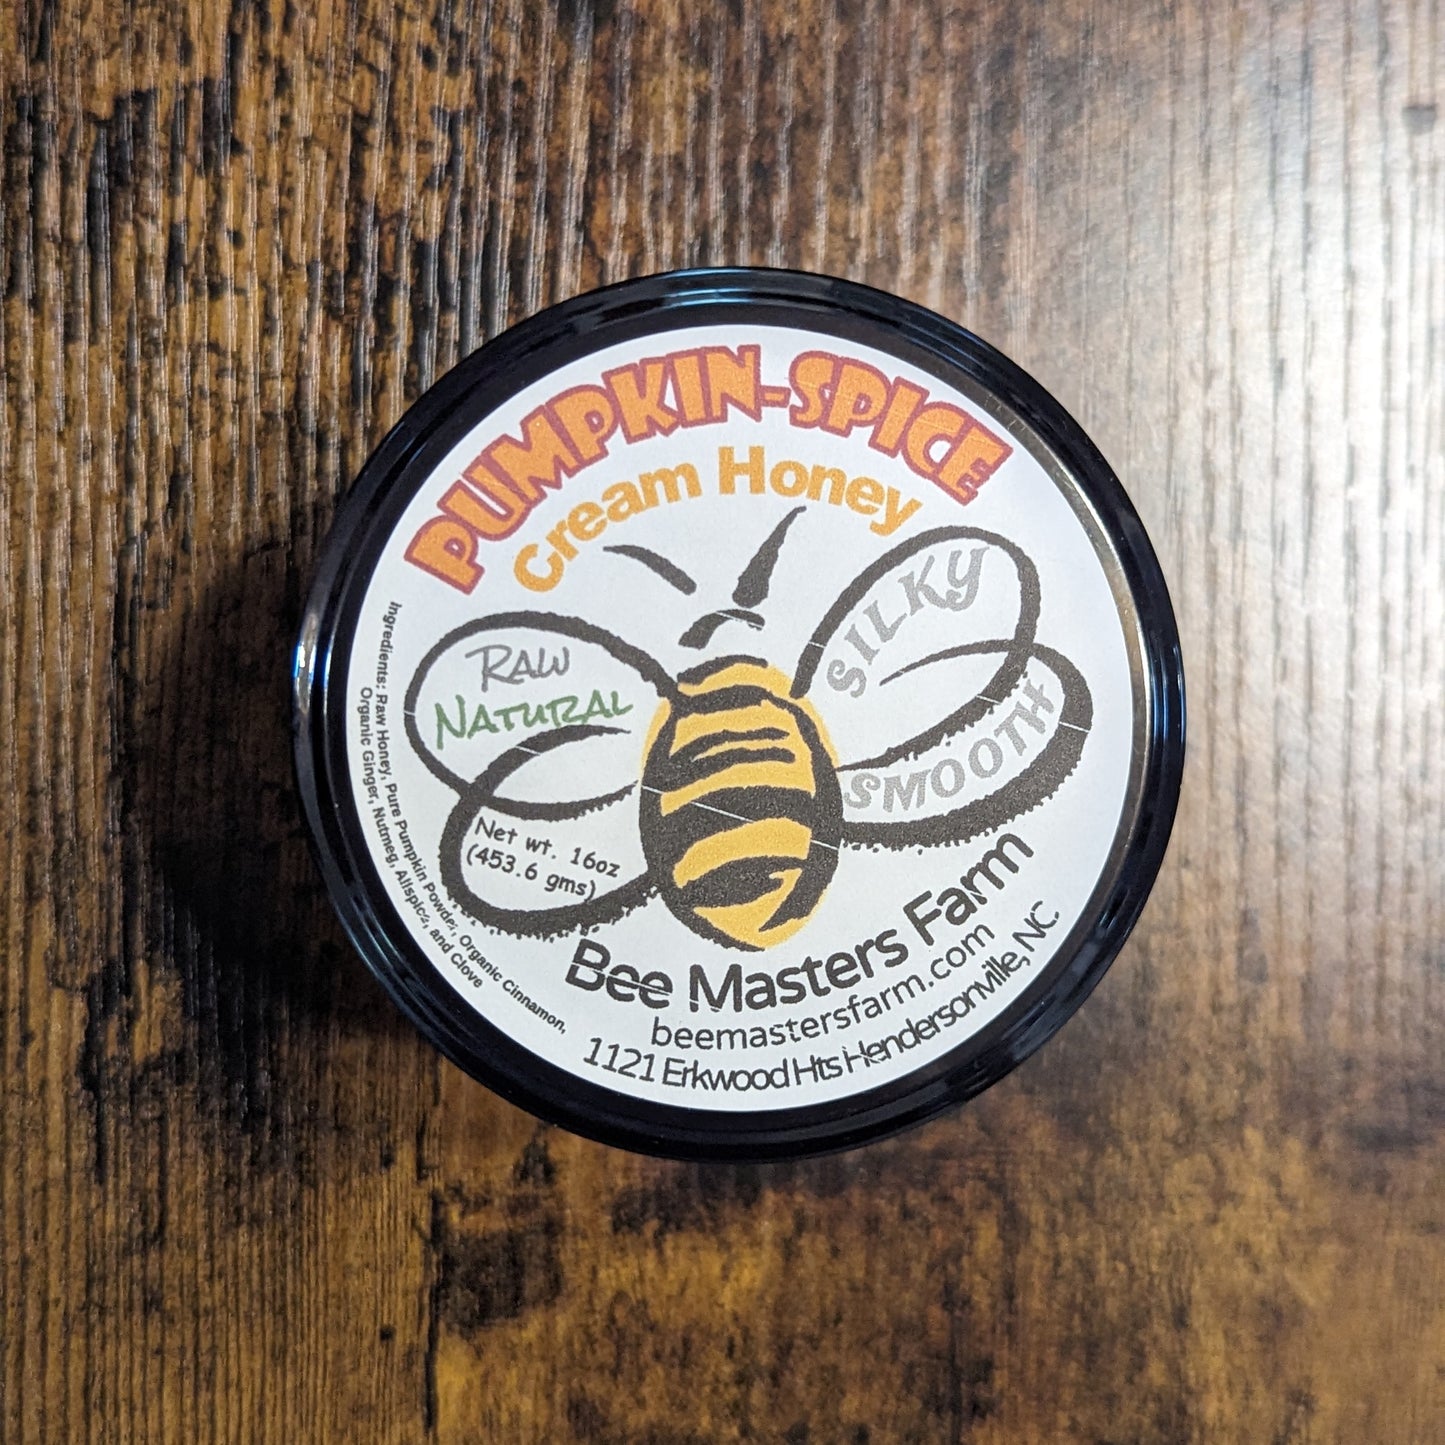 PUMPKIN-SPICE
Cream Honey
RAW
NATURAL
SILKY
SMOOTH
Net wt. 16oz
(453.6 gms)
Ingredients: Raw Honey, Pure Pumpkin Powder, Organic Cinnamon,
Organic Ginger, Nutmeg, Allspice, and Clove
Bee Masters Farm
beemastersfarm.com
1121 Erkwood Hts Hendersonville, NC